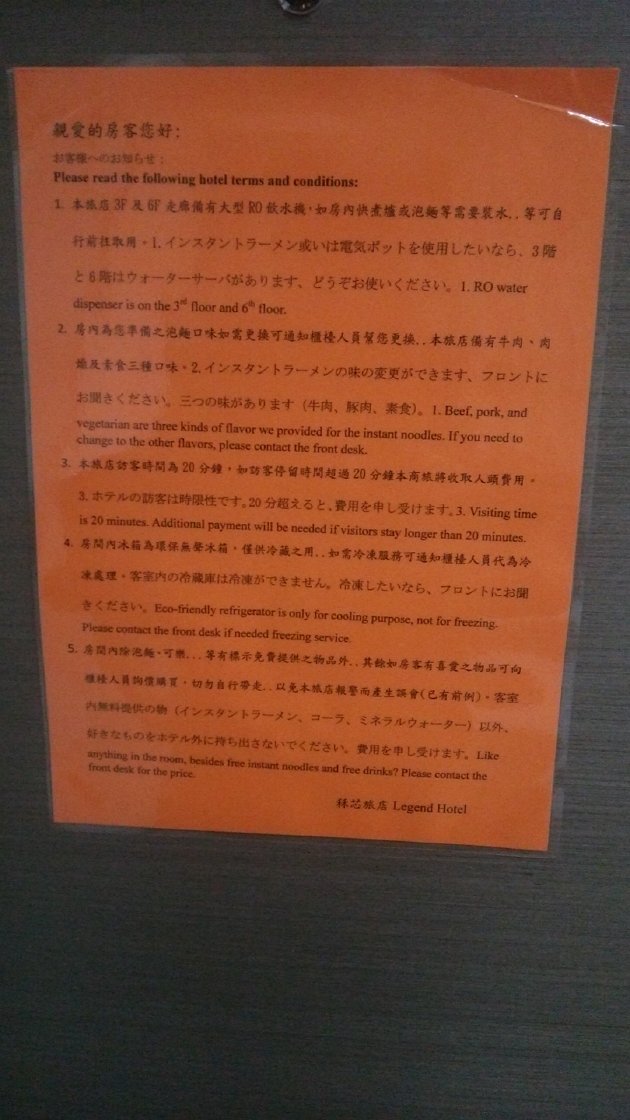 親愛的房客您好:
お客様へのお知らせ：
Please read the following hotel terms and conditions:
1. 本旅店 3F 及 6F 走廊備有大型 RO 飲水機，如房內快煮爐或泡麵等需要裝水..等可自
行前往取用。1. インスタントラーメン或いは電気ポットを使用したいなら、3 階
と 6 階はウォーターサーバがあります、どうぞお使いください。1. RO water
dispenser is on the 3rd floor and 6th floor.
2. 房內為您準備之泡麵口味如需更換可通知櫃檯人員幫您更換..本旅店備有牛肉、肉
燥及素食三種口味。2. インスタントラーメンの味の変更ができます、フロントに
お聞きください。三つの味があります（牛肉、豚肉、素食）。1. Beef, pork, and
vegetarian are three kinds of flavor we provided for the instant noodles. If you need to
change to the other flavors, please contact the front desk.
3. 本旅店訪客時間為 20 分鐘，如訪客停留時間超過 20 分鐘本商旅將收取人頭費用。
3. ホテルの訪客は時限性です。20 分超えると、費用を申し受けます。3. Visiting time
is 20 minutes. Additional payment will be needed if visitors stay longer than 20 minutes.
4. 房間內冰箱為環保無聲冰箱，僅供冷藏之用..如需冷凍服務可通知櫃檯人員代為冷
凍處理。客室内の冷蔵庫は冷凍ができません。冷凍したいなら、フロントにお聞
きください。Eco-friendly refrigerator is only for cooling purpose, not for freezing.
Please contact the front desk if needed freezing service.
5. 房間內除泡麵、可樂...等有標示免費提供之物品外..其餘如房客有喜愛之物品可向
櫃檯人員詢價購買，切勿自行帶走..以免本旅店報警而產生誤會(已有前例)。客室
内無料提供の物（インスタントラーメン、コーラ、ミネラルウォーター）以外、
好きなものをホテル外に持ち出さないでください。費用を申し受けます。Like
anything in the room, besides free instant noodles and free drinks? Please contact the
front desk for the price.
秝芯旅店 Legend Hotel